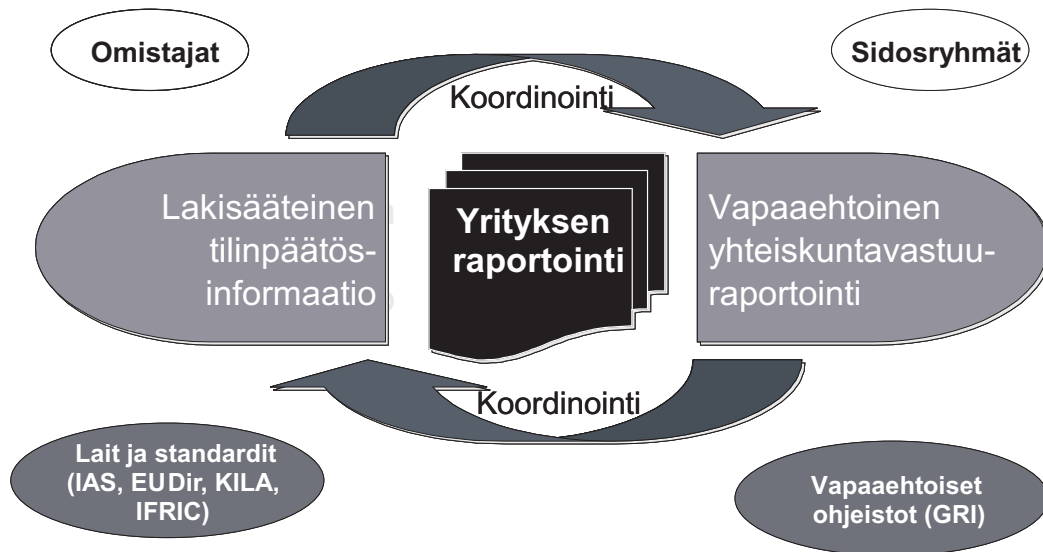 Omistajat
Sidosryhmät
Koordinointi
Lakisääteinen
tilinpäätös-
informaatio
Yrityksen
raportointi
Vapaaehtoinen
yhteiskuntavastuu-
raportointi
Koordinointi
Lait ja standardit
(IAS, EUDir, KILA,
IFRIC)
Vapaaehtoiset
ohjeistot (GRI)